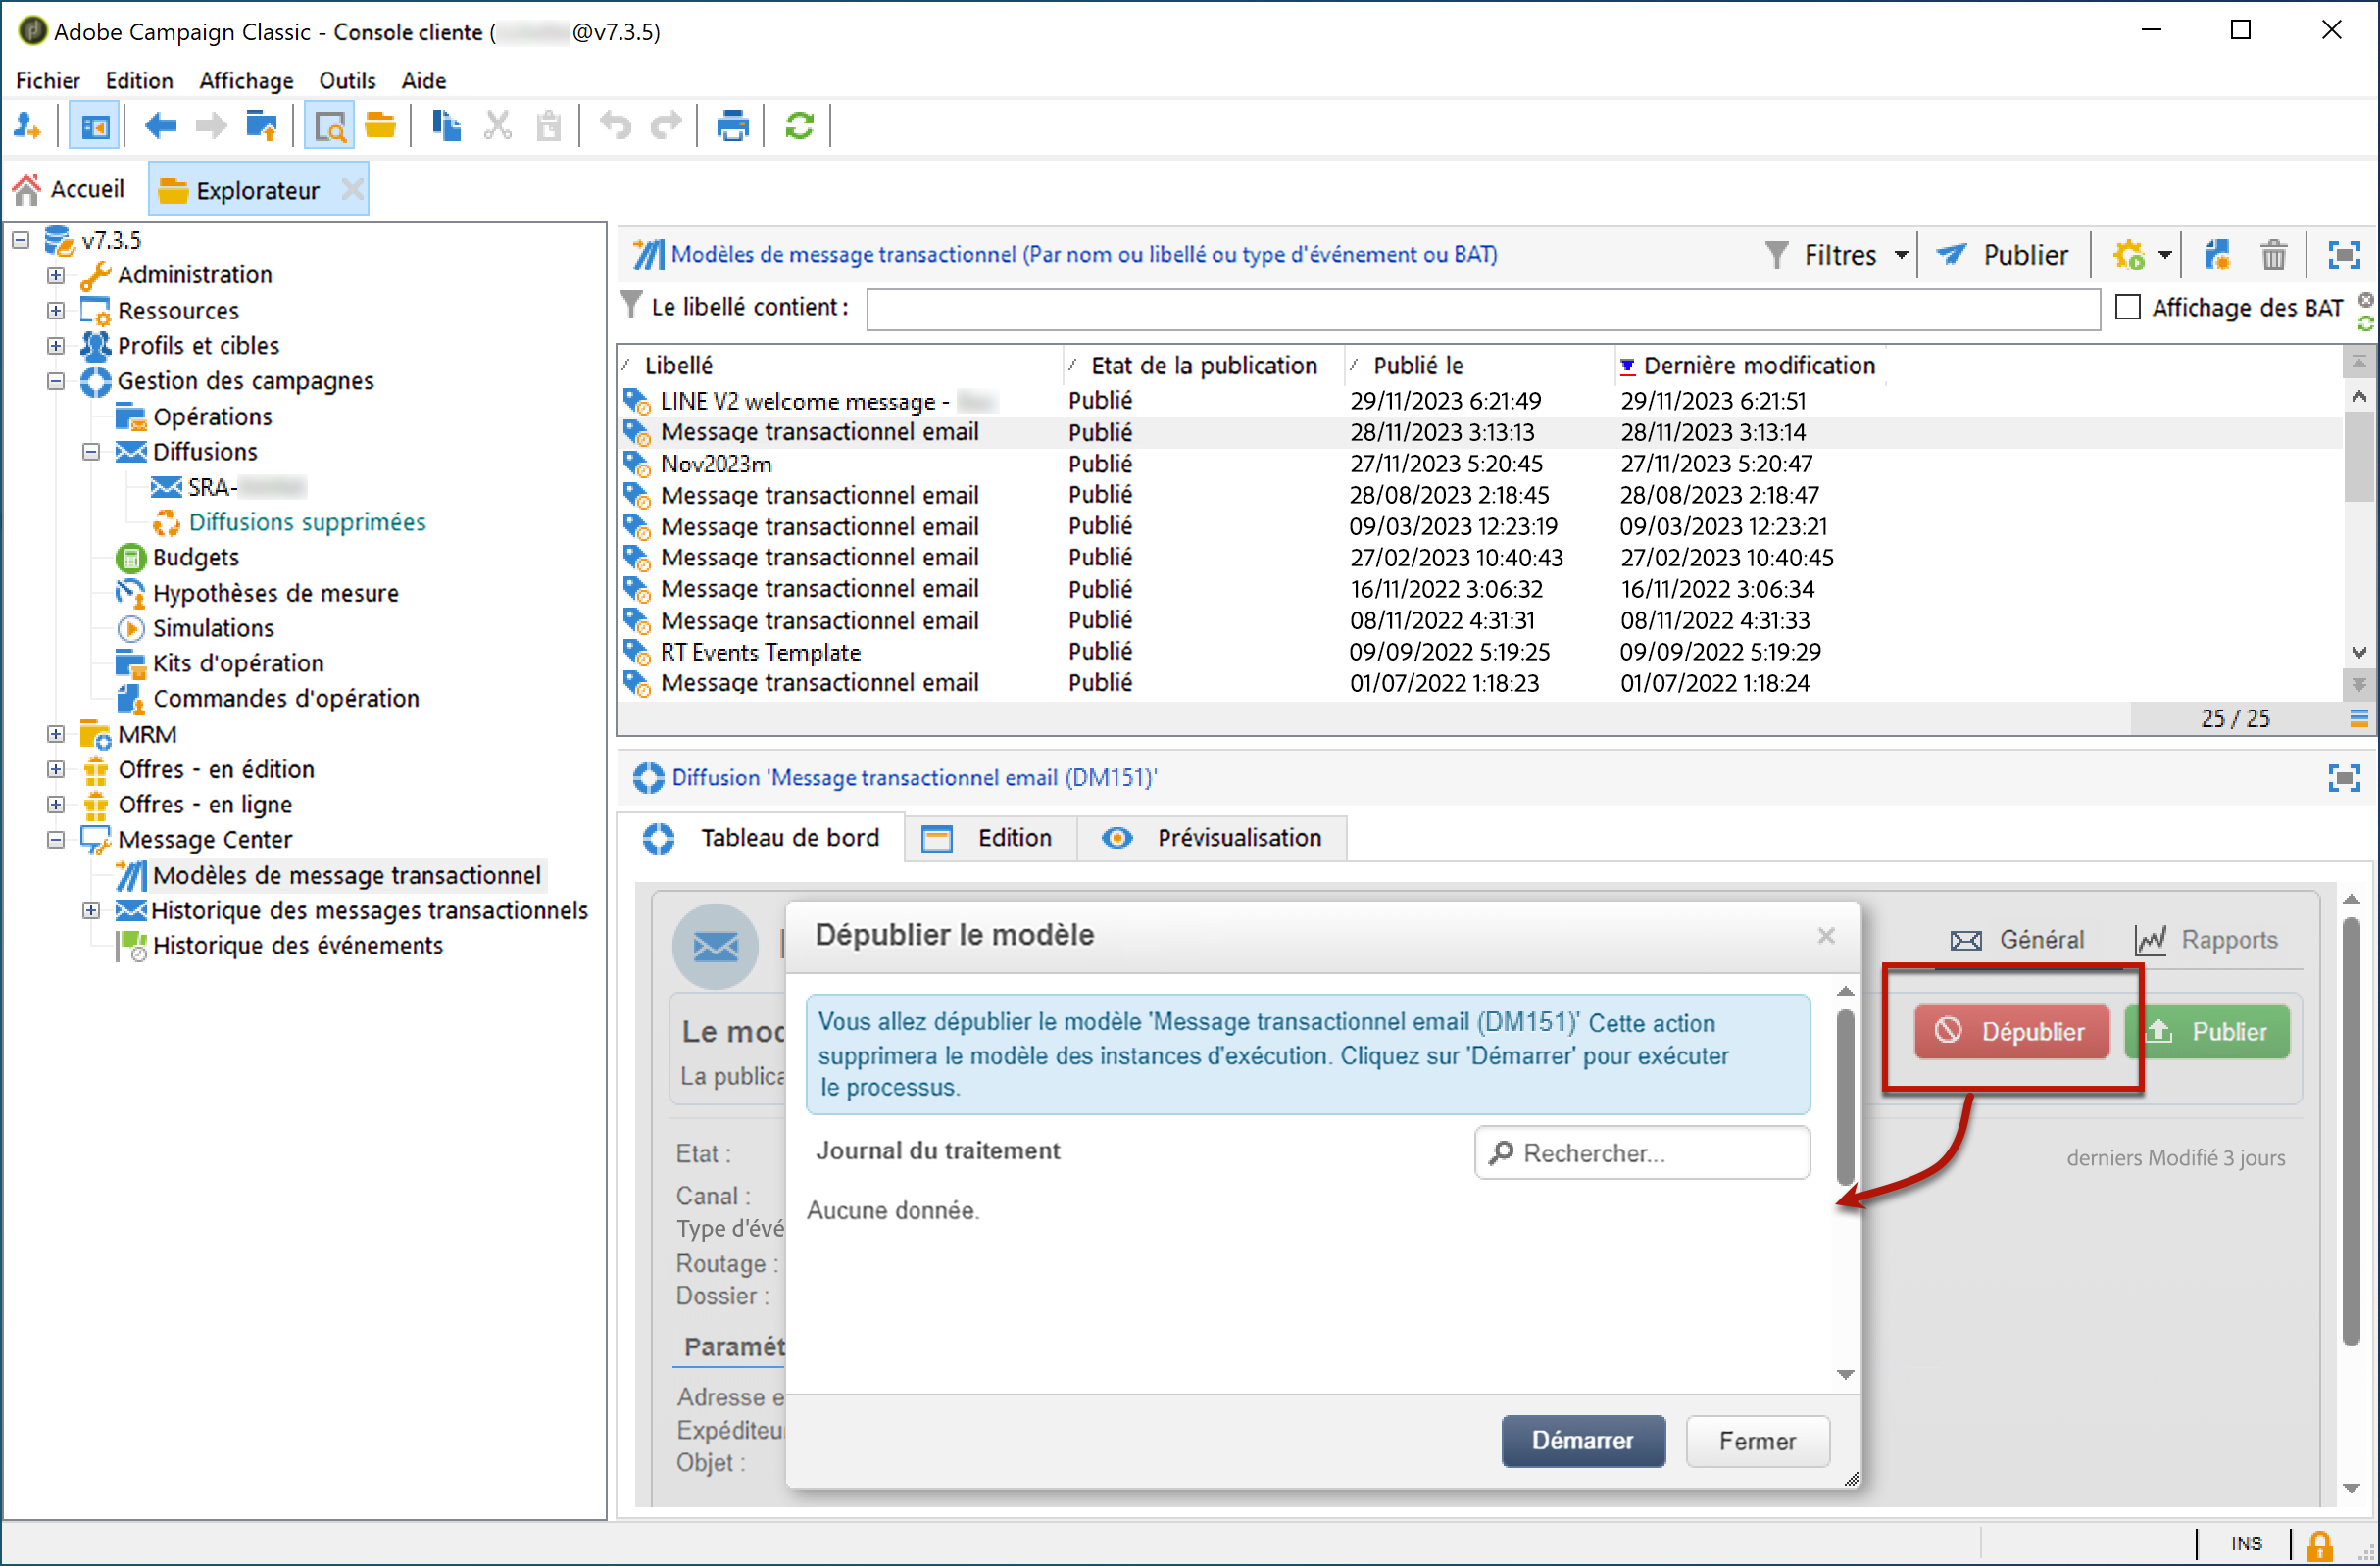 Adobe Campaign Classic - Console cliente ( @v7.3.5)
Fichier Edition Affichage Outils Aide
Accueil Explorateur
v7.3.5
Administration
Ressources
Profils et cibles
Gestion des campagnes
Opérations
Diffusions
SRA-
Diffusions supprimées
Budgets
Hypothèses de mesure
Simulations
Kits d'opération
Commandes d'opération
MRM
Offres - en édition
Offres - en ligne
Message Center
Modèles de message transactionnel
Historique des messages transactionnels
Historique des événements
Modèles de message transactionnel (Par nom ou libellé ou type d'événement ou BAT) Filtres Publier
Le libellé contient : Affichage des BAT
Libellé Etat de la publication Publié le Dernière modification
LINE V2 welcome message - Publié 29/11/2023 6:21:49 29/11/2023 6:21:51
Message transactionnel email Publié 28/11/2023 3:13:13 28/11/2023 3:13:14
Nov2023m Publié 27/11/2023 5:20:45 27/11/2023 5:20:47
Message transactionnel email Publié 28/08/2023 2:18:45 28/08/2023 2:18:47
Message transactionnel email Publié 09/03/2023 12:23:19 09/03/2023 12:23:21
Message transactionnel email Publié 27/02/2023 10:40:43 27/02/2023 10:40:45
Message transactionnel email Publié 16/11/2022 3:06:32 16/11/2022 3:06:34
Message transactionnel email Publié 08/11/2022 4:31:31 08/11/2022 4:31:33
RT Events Template Publié 09/09/2022 5:19:25 09/09/2022 5:19:29
Message transactionnel email Publié 01/07/2022 1:18:23 01/07/2022 1:18:24
25 / 25
Diffusion 'Message transactionnel email (DM151)'
Tableau de bord Edition Prévisualisation
Général Rapports
Le mod
La publica
Dépublier Publier
derniers Modifié 3 jours
Etat :
Canal :
Type d'évé
Routage :
Dossier :
Paramét
Adresse e
Expéditeu
Objet :
Dépublier le modèle
Vous allez dépublier le modèle 'Message transactionnel email (DM151)' Cette action
supprimera le modèle des instances d'exécution. Cliquez sur 'Démarrer' pour exécuter
le processus.
Journal du traitement Rechercher...
Aucune donnée.
Démarrer Fermer
INS